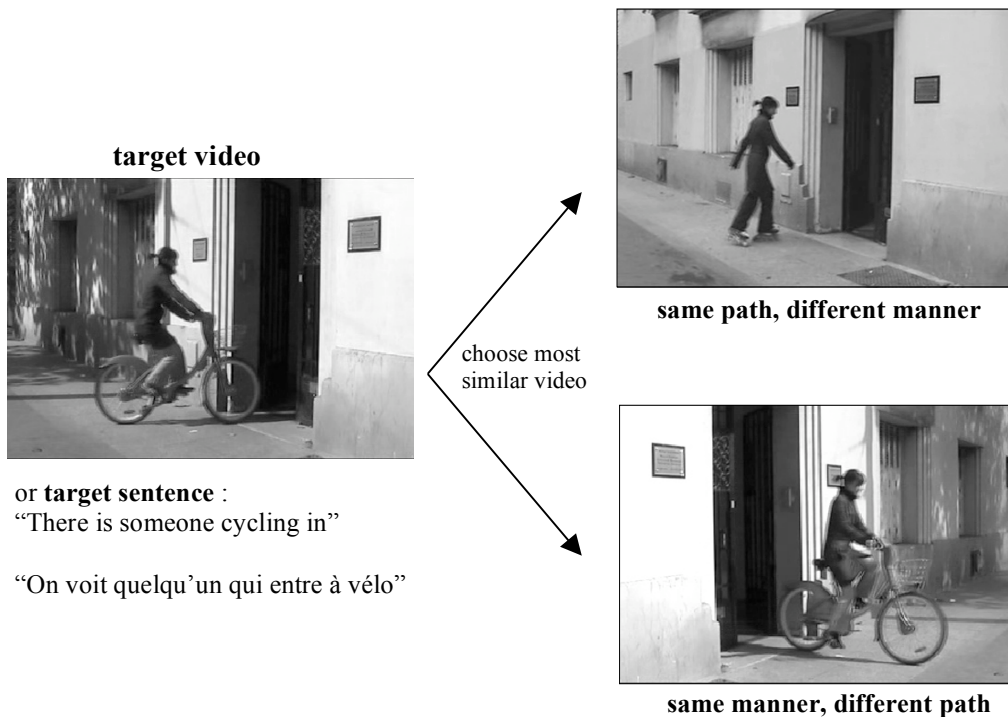 target video
or target sentence :
“There is someone cycling in”
“On voit quelqu’un qui entre à vélo”
choose most
similar video
same path, different manner
same manner, different path